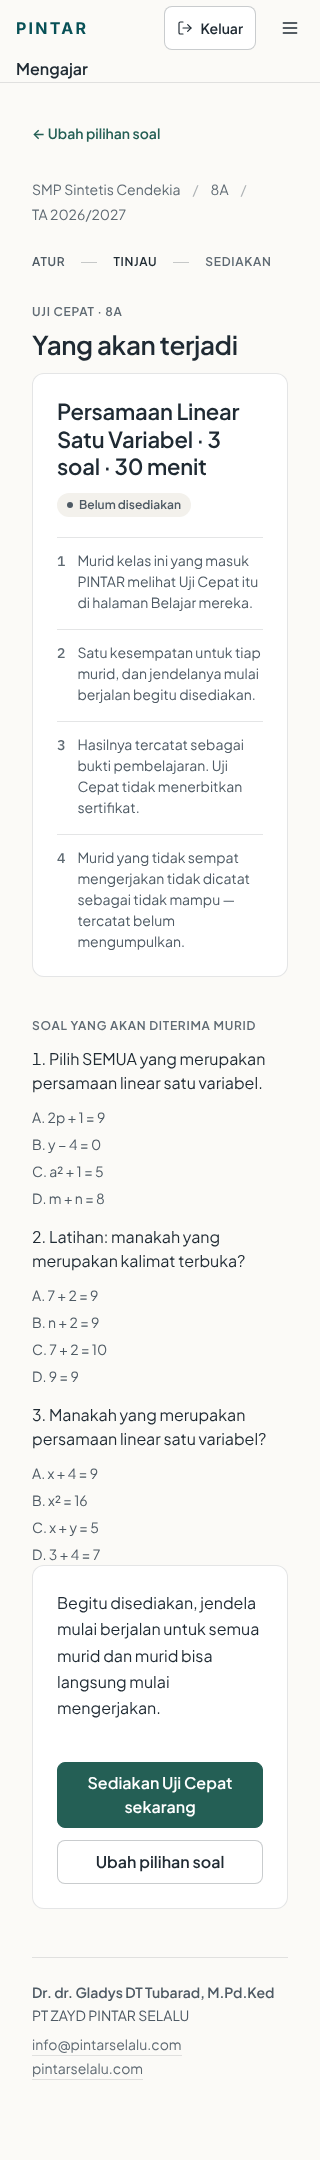 PINTAR
Keluar
Mengajar
← Ubah pilihan soal
SMP Sintetis Cendekia / 8A /
TA 2026/2027
ATUR — TINJAU — SEDIAKAN
UJI CEPAT · 8A
Yang akan terjadi
Persamaan Linear
Satu Variabel · 3
soal · 30 menit
Belum disediakan
1 Murid kelas ini yang masuk
PINTAR melihat Uji Cepat itu
di halaman Belajar mereka.
2 Satu kesempatan untuk tiap
murid, dan jendelanya mulai
berjalan begitu disediakan.
3 Hasilnya tercatat sebagai
bukti pembelajaran. Uji
Cepat tidak menerbitkan
sertifikat.
4 Murid yang tidak sempat
mengerjakan tidak dicatat
sebagai tidak mampu —
tercatat belum
mengumpulkan.
SOAL YANG AKAN DITERIMA MURID
1. Pilih SEMUA yang merupakan
persamaan linear satu variabel.
A. 2p + 1 = 9
B. y − 4 = 0
C. a² + 1 = 5
D. m + n = 8
2. Latihan: manakah yang
merupakan kalimat terbuka?
A. 7 + 2 = 9
B. n + 2 = 9
C. 7 + 2 = 10
D. 9 = 9
3. Manakah yang merupakan
persamaan linear satu variabel?
A. x + 4 = 9
B. x² = 16
C. x + y = 5
D. 3 + 4 = 7
Begitu disediakan, jendela
mulai berjalan untuk semua
murid dan murid bisa
langsung mulai
mengerjakan.
Sediakan Uji Cepat
sekarang
Ubah pilihan soal
Dr. dr. Gladys DT Tubarad, M.Pd.Ked
PT ZAYD PINTAR SELALU
info@pintarselalu.com
pintarselalu.com